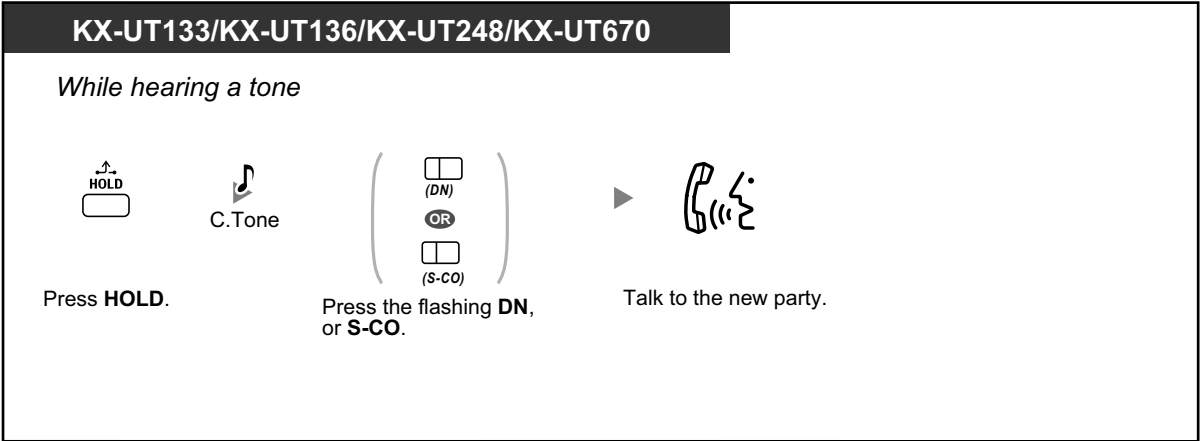 KX-UT133/KX-UT136/KX-UT248/KX-UT670
While hearing a tone
HOLD
C.Tone
(DN)
OR
(S-CO)
Press HOLD.
Press the flashing DN,
or S-CO.
Talk to the new party.